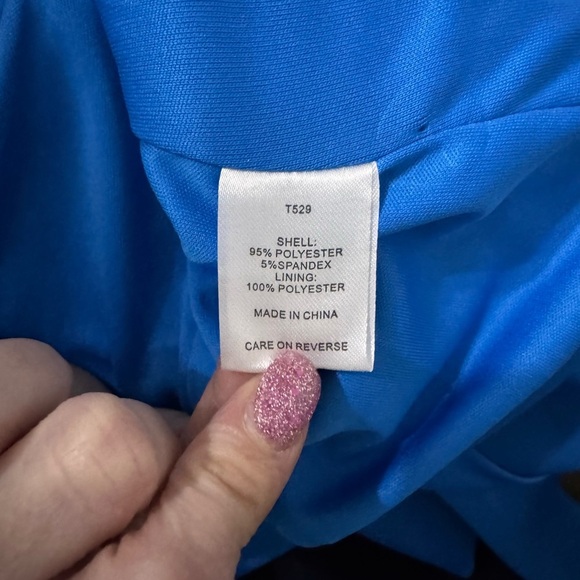 T529
SHELL:
95% POLYESTER
5%SPANDEX
LINING:
100% POLYESTER
MADE IN CHINA
CARE ON REVERSE